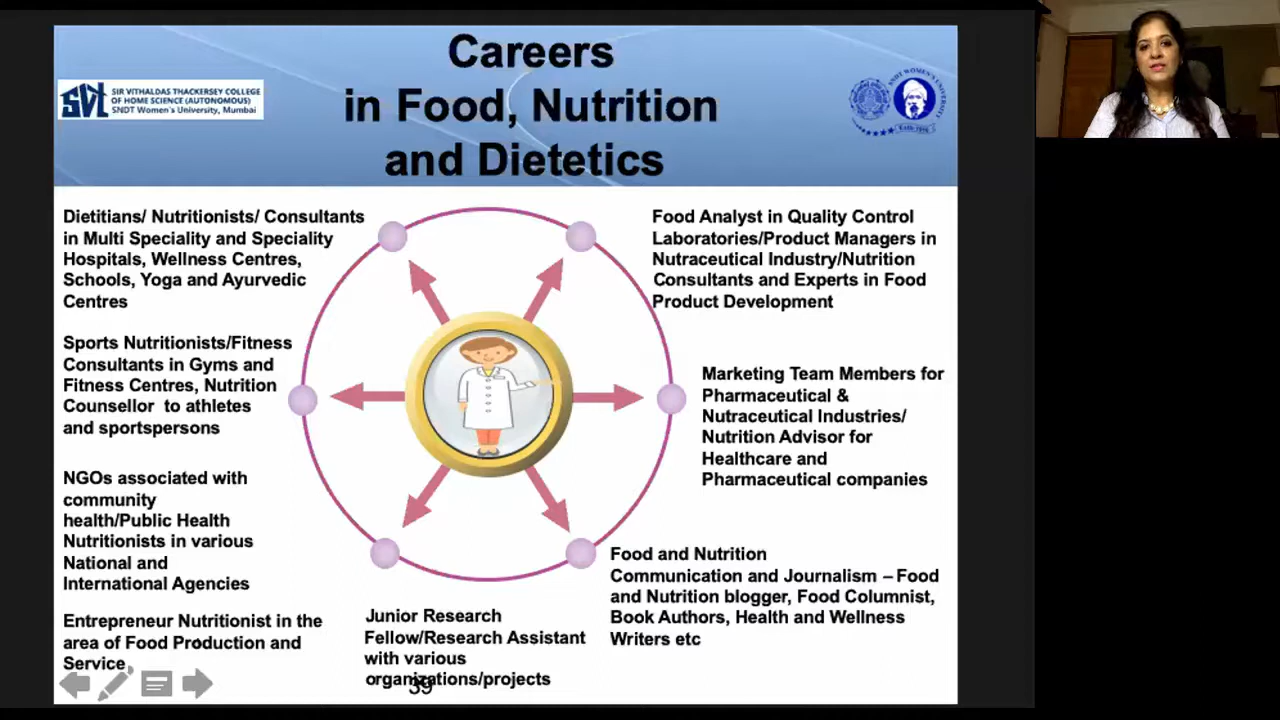 Careers
in Food, Nutrition
and Dietetics
SIR VITHALDAS THACKERSEY COLLEGE
OF HOME SCIENCE (AUTONOMOUS)
SNDT Women's University, Mumbai
Dietitians/ Nutritionists/ Consultants
in Multi Speciality and Speciality
Hospitals, Wellness Centres,
Schools, Yoga and Ayurvedic
Centres
Sports Nutritionists/Fitness
Consultants in Gyms and
Fitness Centres, Nutrition
Counsellor to athletes
and sportspersons
NGOs associated with
community
health/Public Health
Nutritionists in various
National and
International Agencies
Entrepreneur Nutritionist in the
area of Food Production and
Service
Junior Research
Fellow/Research Assistant
with various
organizations/projects
39
Food Analyst in Quality Control
Laboratories/Product Managers in
Nutraceutical Industry/Nutrition
Consultants and Experts in Food
Product Development
Marketing Team Members for
Pharmaceutical &
Nutraceutical Industries/
Nutrition Advisor for
Healthcare and
Pharmaceutical companies
Food and Nutrition
Communication and Journalism – Food
and Nutrition blogger, Food Columnist,
Book Authors, Health and Wellness
Writers etc